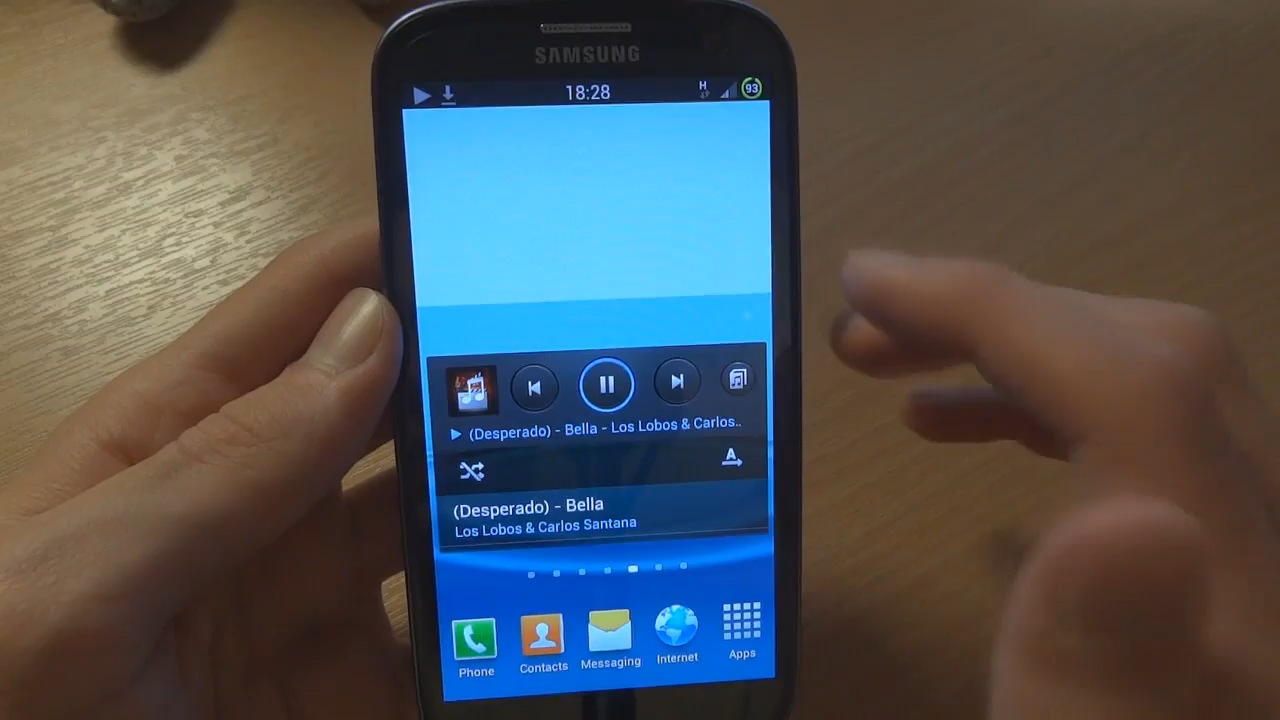 SAMSUNG
18:28
H
93
(Desperado) - Bella - Los Lobos & Carlos..
A
(Desperado) - Bella
Los Lobos & Carlos Santana
Phone
Contacts
Messaging
Internet
Apps